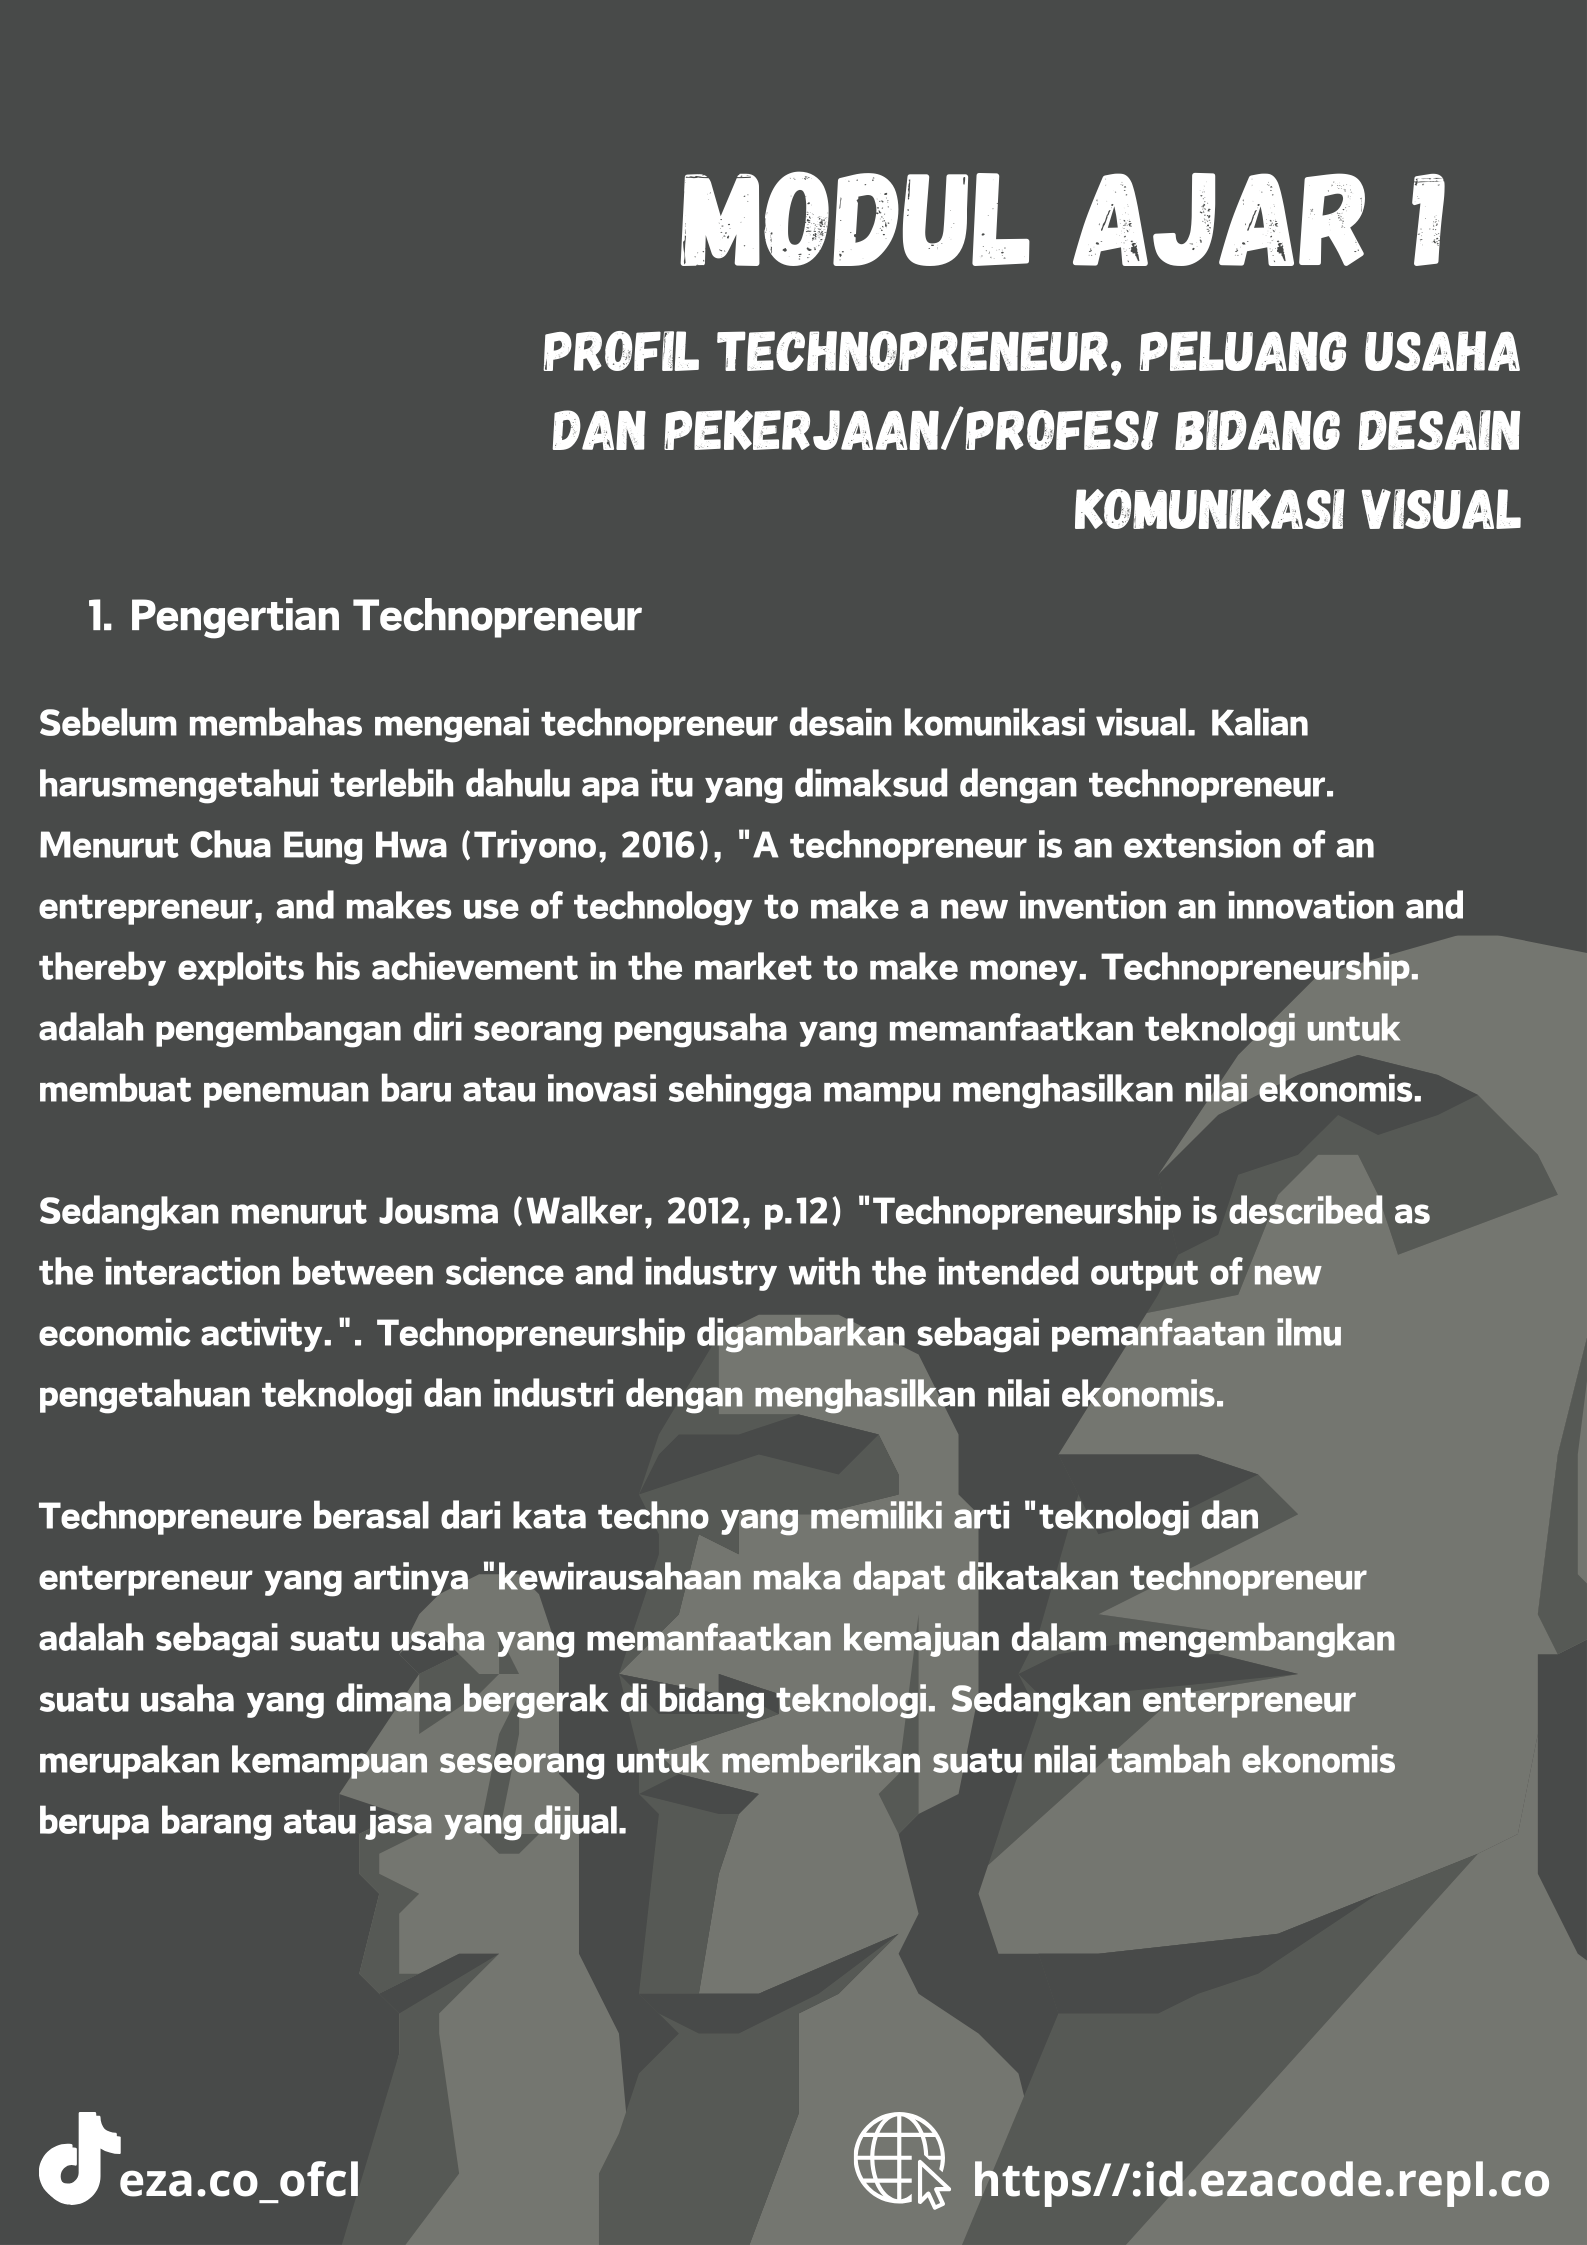 MODUL AJAR 1
PROFIL TECHNOPRENEUR, PELUANG USAHA
DAN PEKERJAAN/PROFES! BIDANG DESAIN
KOMUNIKASI VISUAL
1. Pengertian Technopreneur
Sebelum membahas mengenai technopreneur desain komunikasi visual. Kalian
harusmengetahui terlebih dahulu apa itu yang dimaksud dengan technopreneur.
Menurut Chua Eung Hwa (Triyono, 2016), "A technopreneur is an extension of an
entrepreneur, and makes use of technology to make a new invention an innovation and
thereby exploits his achievement in the market to make money. Technopreneurship.
adalah pengembangan diri seorang pengusaha yang memanfaatkan teknologi untuk
membuat penemuan baru atau inovasi sehingga mampu menghasilkan nilai ekonomis.
Sedangkan menurut Jousma (Walker, 2012, p.12) "Technopreneurship is described as
the interaction between science and industry with the intended output of new
economic activity.". Technopreneurship digambarkan sebagai pemanfaatan ilmu
pengetahuan teknologi dan industri dengan menghasilkan nilai ekonomis.
Technopreneure berasal dari kata techno yang memiliki arti "teknologi dan
enterpreneur yang artinya "kewirausahaan maka dapat dikatakan technopreneur
adalah sebagai suatu usaha yang memanfaatkan kemajuan dalam mengembangkan
suatu usaha yang dimana bergerak di bidang teknologi. Sedangkan enterpreneur
merupakan kemampuan seseorang untuk memberikan suatu nilai tambah ekonomis
berupa barang atau jasa yang dijual.
eza.co_ofcl
https//:id.ezacode.repl.co